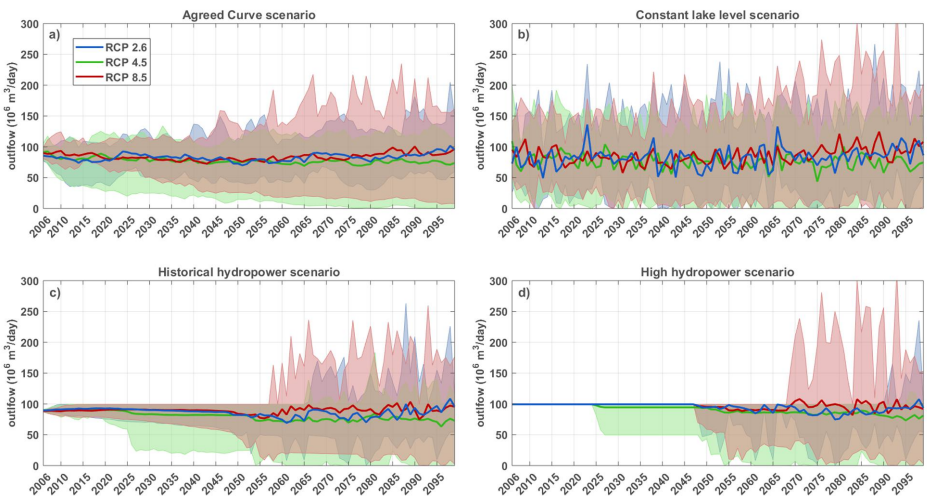 Agreed Curve scenario
a)
RCP 2.6
RCP 4.5
RCP 8.5
outlfow (10⁶ m³/day)
300
250
200
150
100
50
0
2006 2010 2015 2020 2025 2030 2035 2040 2045 2050 2055 2060 2065 2070 2075 2080 2085 2090 2095
Constant lake level scenario
b)
outlfow (10⁶ m³/day)
300
250
200
150
100
50
0
2006 2010 2015 2020 2025 2030 2035 2040 2045 2050 2055 2060 2065 2070 2075 2080 2085 2090 2095
Historical hydropower scenario
c)
outlfow (10⁶ m³/day)
300
250
200
150
100
50
0
2006 2010 2015 2020 2025 2030 2035 2040 2045 2050 2055 2060 2065 2070 2075 2080 2085 2090 2095
High hydropower scenario
d)
outlfow (10⁶ m³/day)
300
250
200
150
100
50
0
2006 2010 2015 2020 2025 2030 2035 2040 2045 2050 2055 2060 2065 2070 2075 2080 2085 2090 2095